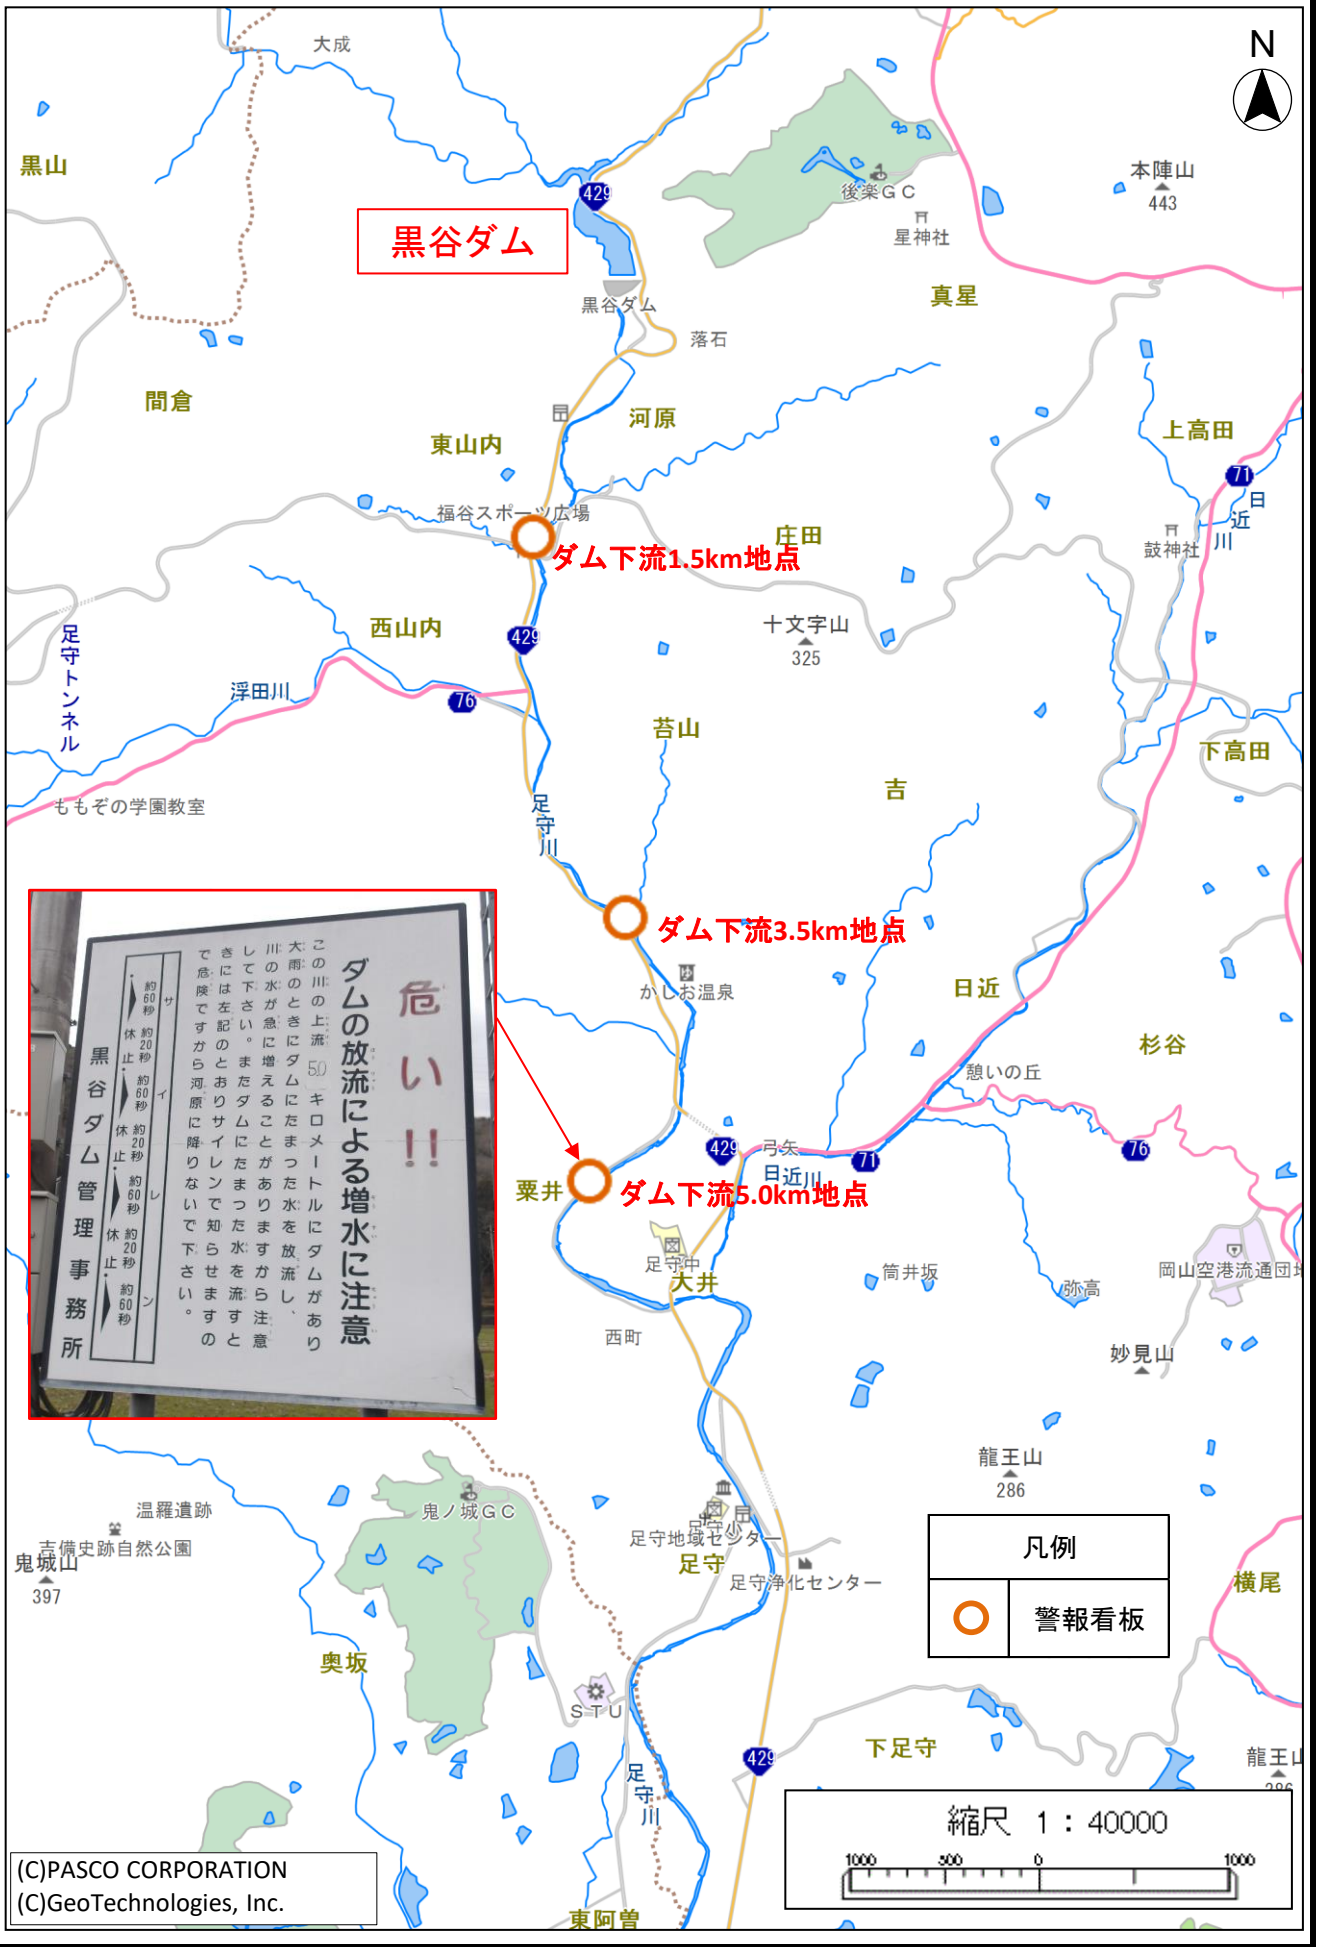 大成
N
黒山
429
本陣山
443
後楽GC
星神社
黒谷ダム
真星
黒谷ダム
落石
間倉
河原
東山内
上高田
71
日近川
福谷スポーツ広場
庄田
鼓神社
ダム下流1.5km地点
足守トンネル
西山内
429
十文字山
325
浮田川
76
苔山
下高田
吉
ももぞの学園教室
足守川
ダム下流3.5km地点
かしお温泉
日近
杉谷
憩いの丘
429
弓矢
71
76
日近川
粟井
ダム下流5.0km地点
足守中
大井
筒井坂
岡山空港流通団地
弥高
西町
妙見山
危い!!
ダムの放流による増水に注意
この川の上流 5.0 キロメートルにダムがあり
大雨のときにダムにたまった水を放流し、
川の水が急に増えることがありますから注意
して下さい。またダムにたまった水を流すと
きには左記のとおりサイレンで知らせますの
で危険ですから河原に降りないで下さい。
サイレン
約60秒
約20秒
休止
約60秒
約20秒
休止
約60秒
約20秒
休止
約60秒
黒谷ダム管理事務所
龍王山
286
鬼ノ城GC
温羅遺跡
吉備史跡自然公園
鬼城山
397
足守小
足守地域センター
足守
足守浄化センター
凡例
警報看板
横尾
奥坂
STU
下足守
429
龍王山
286
足守川
縮尺 1:40000
1000 500 0 1000
(C)PASCO CORPORATION
(C)GeoTechnologies, Inc.
東阿曽